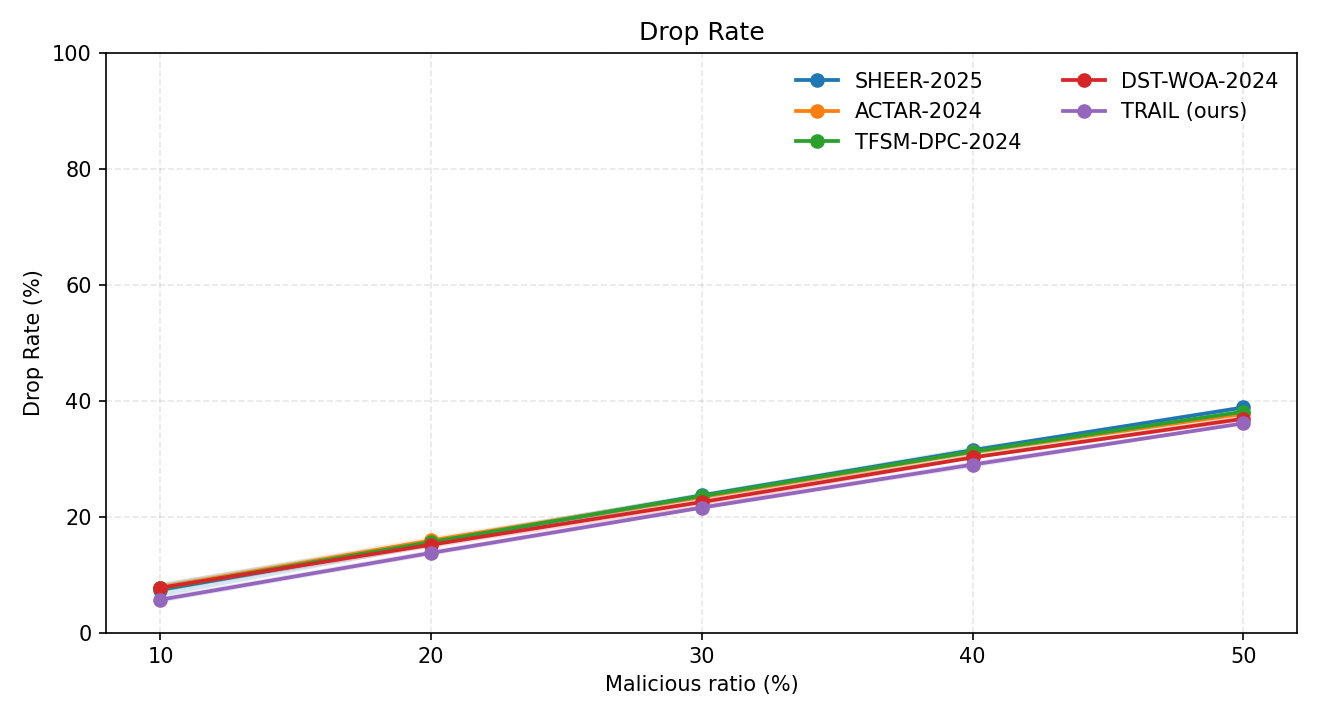 Drop Rate
100
80
60
40
20
0
Drop Rate (%)
SHEER-2025
ACTAR-2024
TFSM-DPC-2024
DST-WOA-2024
TRAIL (ours)
10 20 30 40 50
Malicious ratio (%)